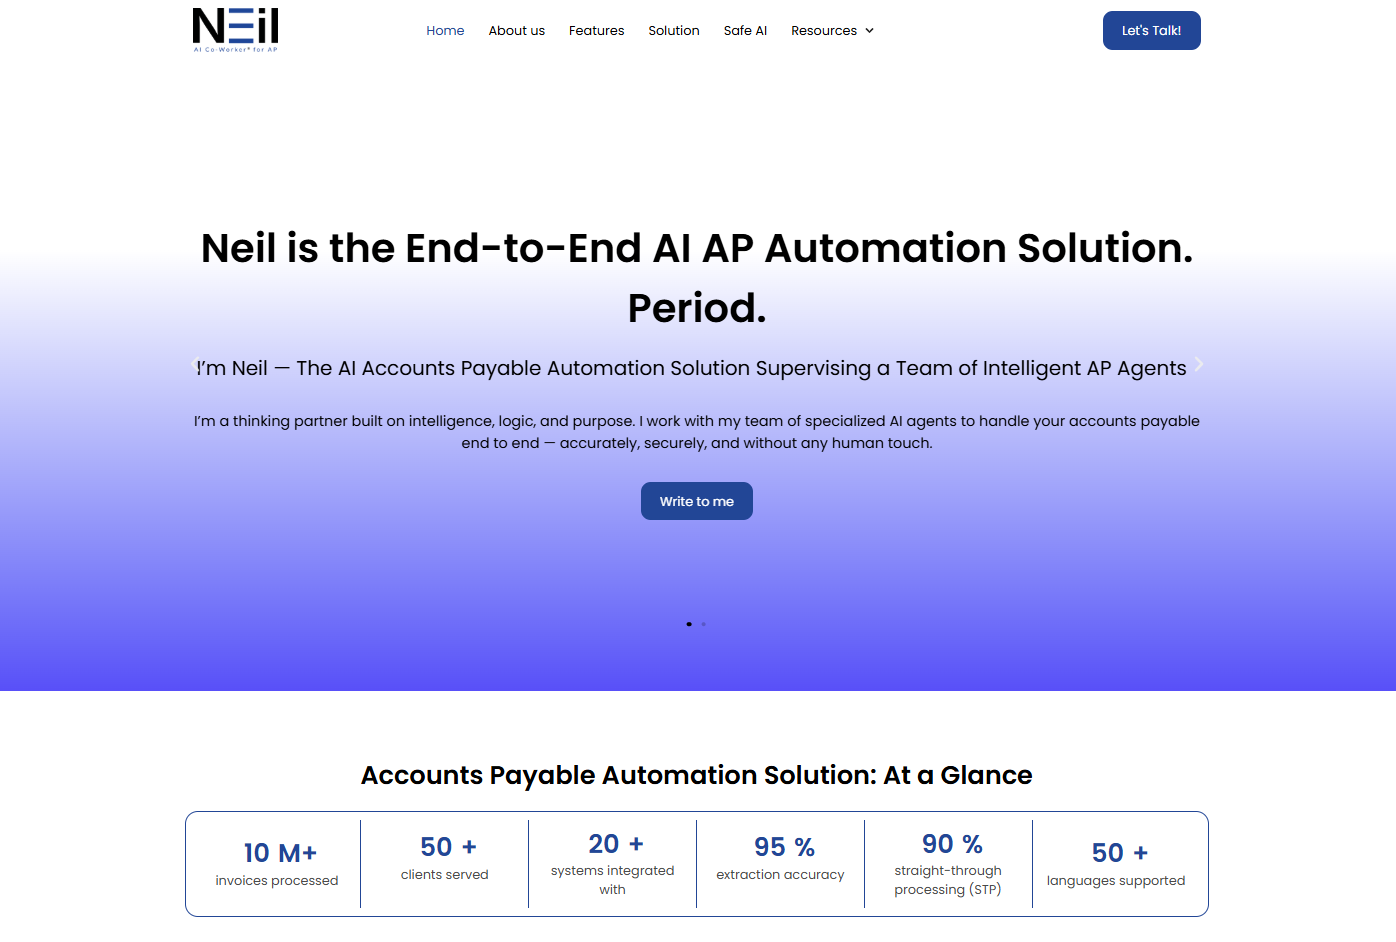 NEil
AI Co-Worker* for AP
Home
About us
Features
Solution
Safe AI
Resources
Let's Talk!
Neil is the End-to-End AI AP Automation Solution.
Period.
I’m Neil — The AI Accounts Payable Automation Solution Supervising a Team of Intelligent AP Agents
I’m a thinking partner built on intelligence, logic, and purpose. I work with my team of specialized AI agents to handle your accounts payable
end to end — accurately, securely, and without any human touch.
Write to me
Accounts Payable Automation Solution: At a Glance
10 M+
invoices processed
50 +
clients served
20 +
systems integrated
with
95 %
extraction accuracy
90 %
straight-through
processing (STP)
50 +
languages supported